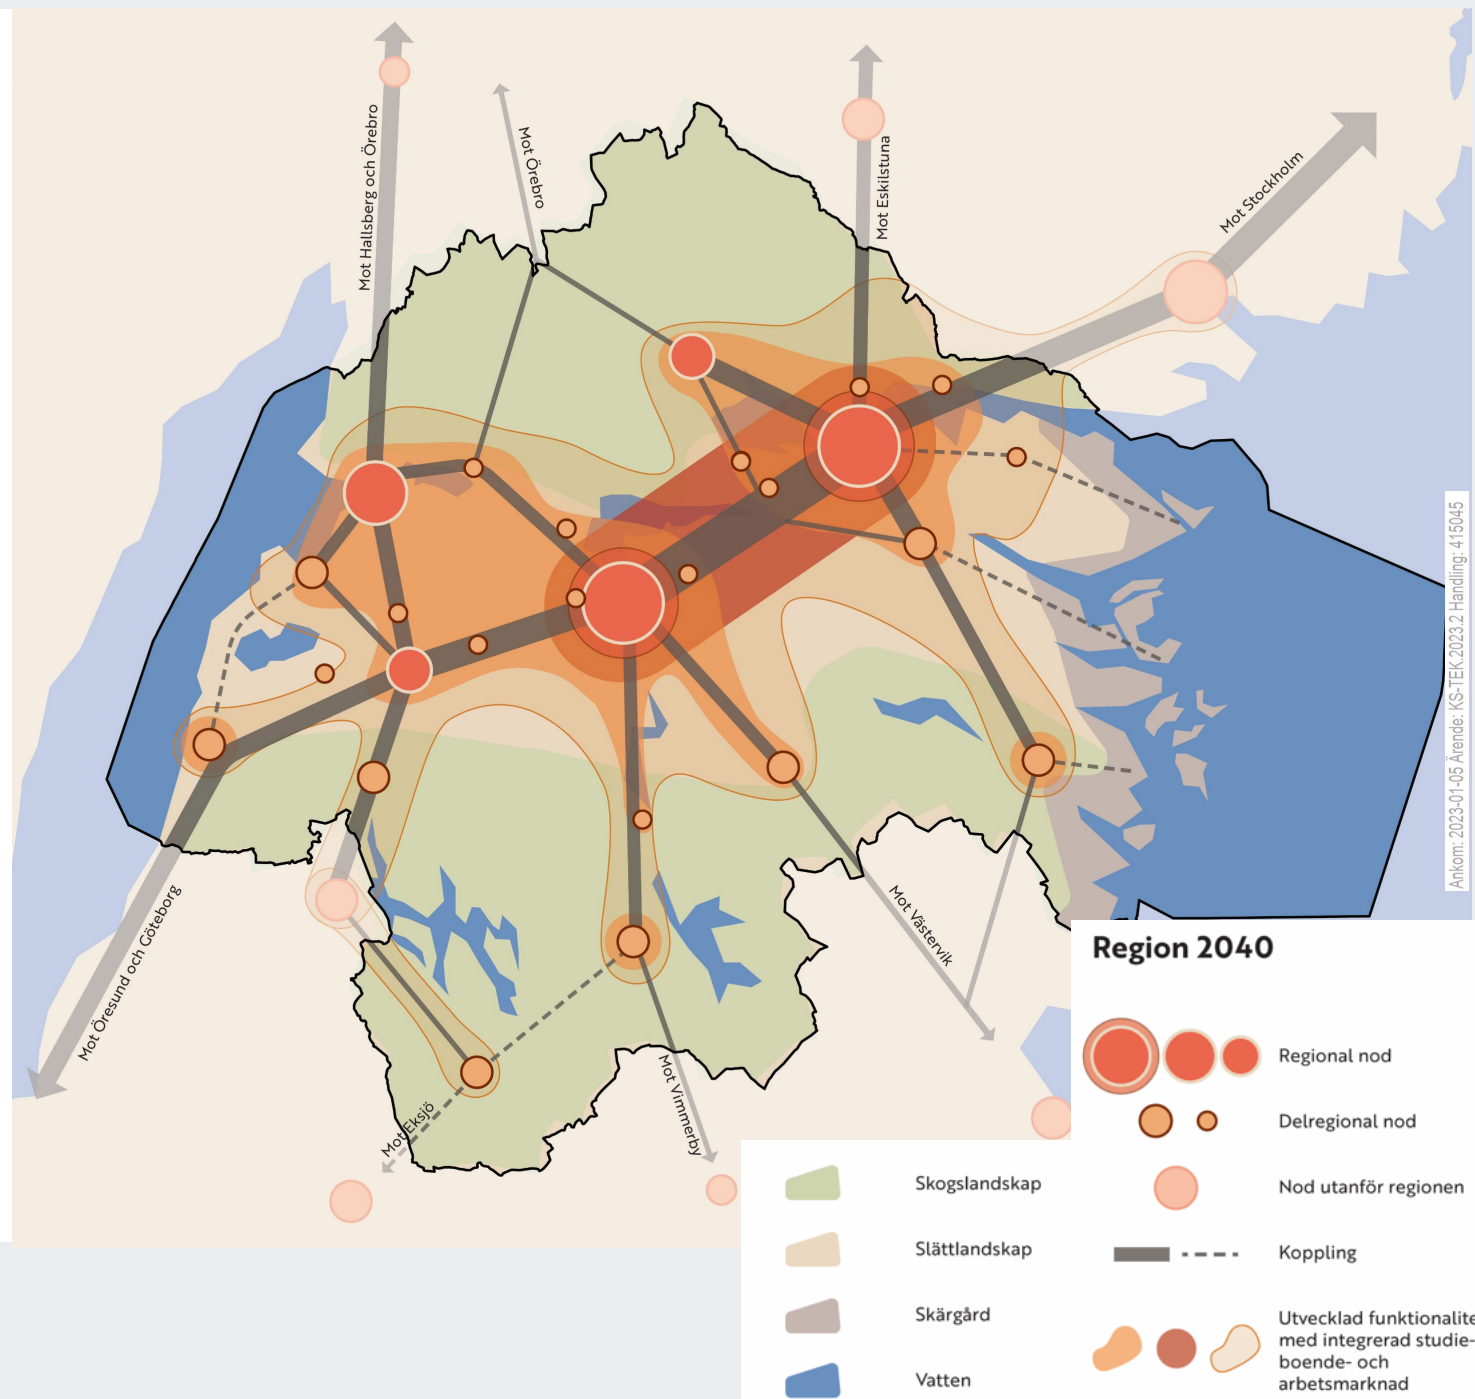 Mot Hallsberg och Örebro
Mot Örebro
Mot Eskilstuna
Mot Stockholm
Mot Öresund och Göteborg
Mot Eksjö
Mot Vimmerby
Mot Västervik
Ankom: 2023-01-05 Ärende: KS-TEK.2023.2 Handling: 415045
Region 2040
Regional nod
Delregional nod
Nod utanför regionen
Koppling
Utvecklad funktionalite
med integrerad studie-
boende- och
arbetsmarknad
Skogslandskap
Slättlandskap
Skärgård
Vatten